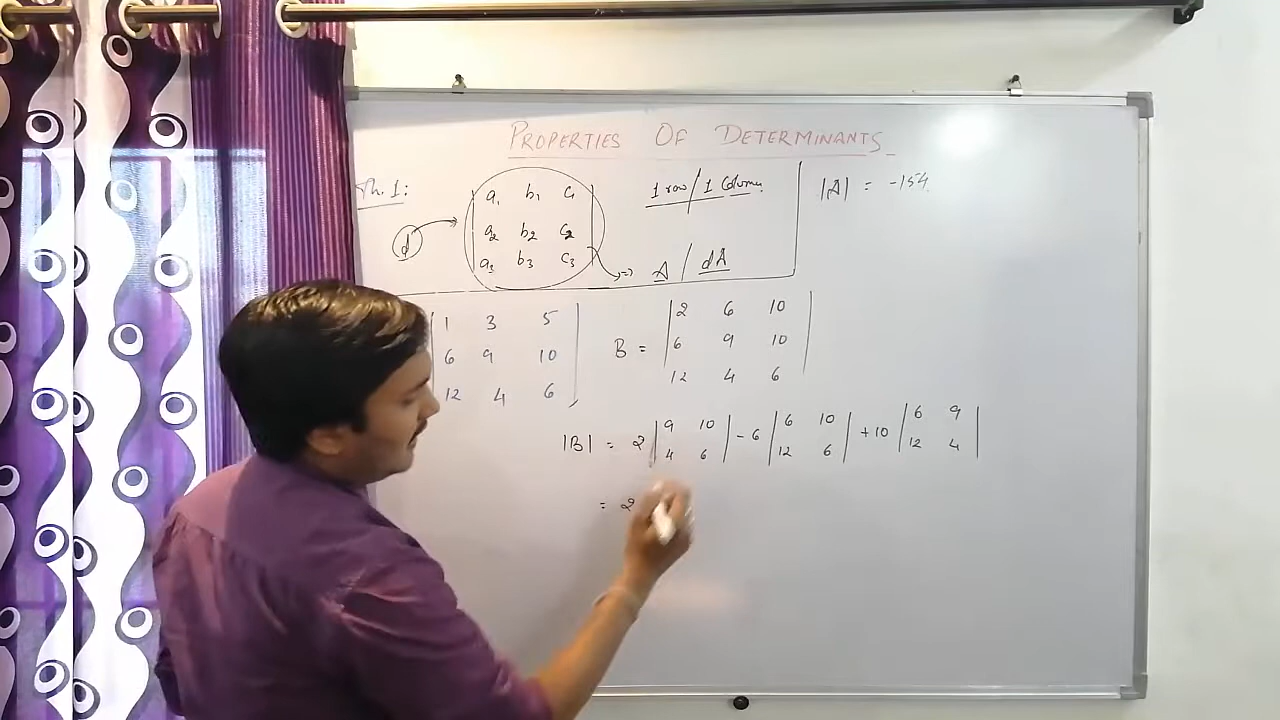 PROPERTIES OF DETERMINANTS
Th. 1:
a₁ b₁ c₁
1 row / 1 Column
|A| = -154
d
a₂ b₂ c₂
a₃ b₃ c₃
A / dA
1 3 5
2 6 10
6 9 10
B = 6 9 10
12 4 6
12 4 6
|B| = 2 |9 10| - 6 |6 10| + 10 |6 9|
|4 6| |12 6| |12 4|
= 2